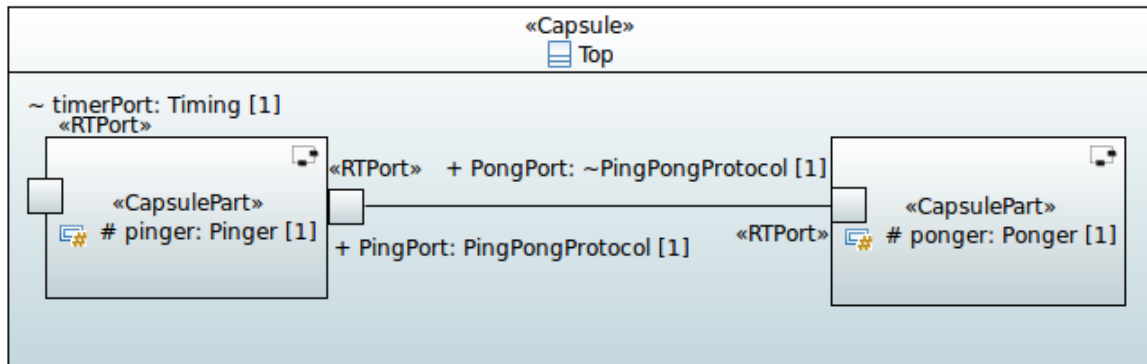 «Capsule»
Top
~ timerPort: Timing [1]
«RTPort»
«RTPort»
+ PongPort: ~PingPongProtocol [1]
«CapsulePart»
# pinger: Pinger [1]
+ PingPort: PingPongProtocol [1]
«RTPort»
«CapsulePart»
# ponger: Ponger [1]